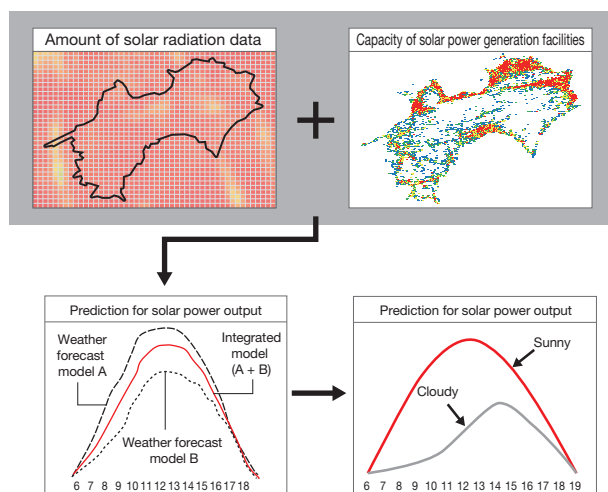 Amount of solar radiation data
Capacity of solar power generation facilities
Prediction for solar power output
Weather
forecast
model A
Integrated
model
(A + B)
Weather forecast
model B
6 7 8 9 10 11 12 13 14 15 16 17 18
Prediction for solar power output
Sunny
Cloudy
6 7 8 9 10 11 12 13 14 15 16 17 18 19